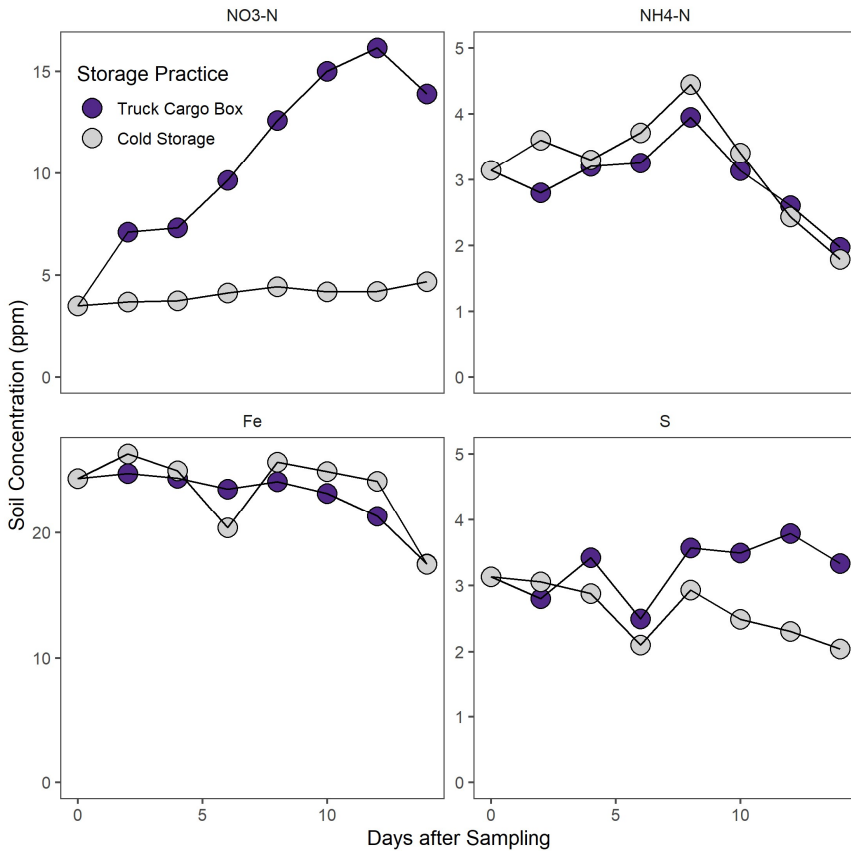 NO3-N
NH4-N
15
10
5
0
Storage Practice
Truck Cargo Box
Cold Storage
5
4
3
2
1
0
Soil Concentration (ppm)
Fe
S
20
10
0
5
4
3
2
1
0
0
5
10
0
5
10
Days after Sampling